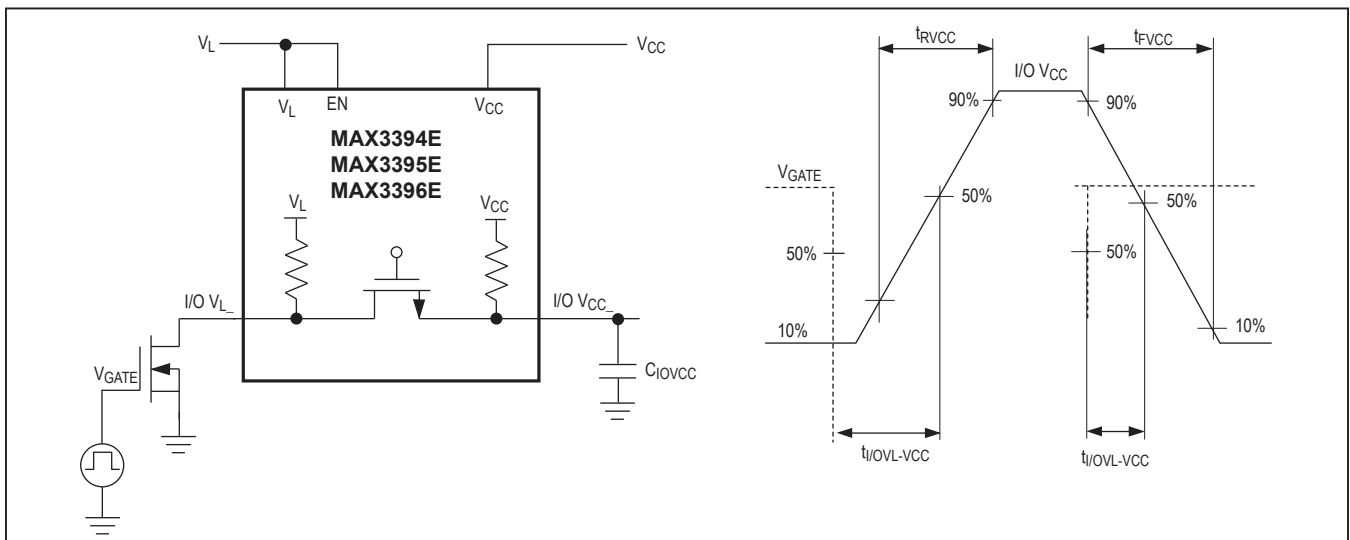 VL
VCC
VL
EN
VCC
MAX3394E
MAX3395E
MAX3396E
VL
VCC
I/O VL_
I/O VCC_
VGATE
CIOVCC
tRVCC
tFVCC
I/O VCC
90%
90%
VGATE
50%
50%
50%
50%
10%
10%
tI/OVL-VCC
tI/OVL-VCC